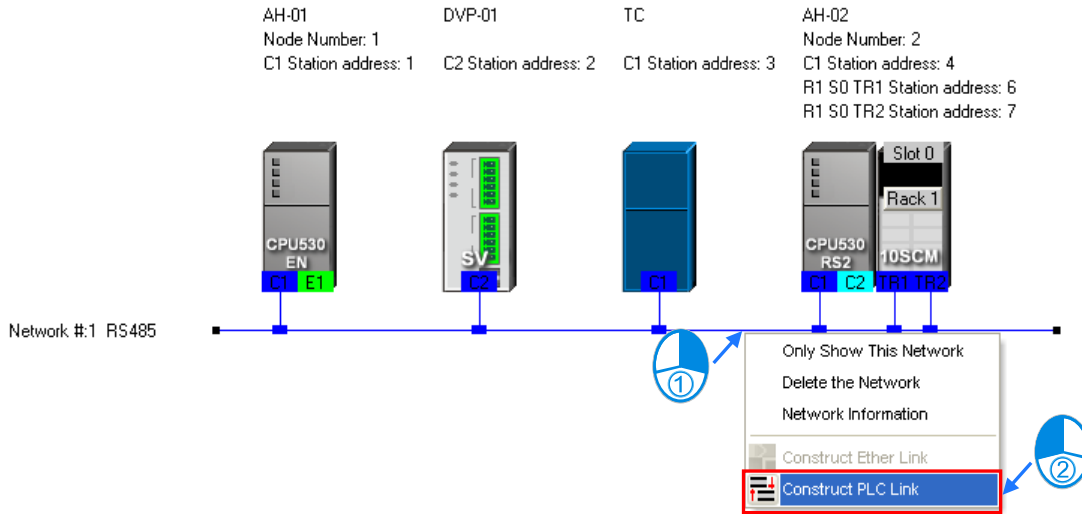 AH-01
Node Number: 1
C1 Station address: 1
DVP-01
C2 Station address: 2
TC
C1 Station address: 3
AH-02
Node Number: 2
C1 Station address: 4
R1 S0 TR1 Station address: 6
R1 S0 TR2 Station address: 7
CPU530
EN
C1 E1
SV
C2
C1
CPU530
RS2
C1 C2
Slot 0
Rack 1
10SCM
TR1 TR2
Network #:1 RS485
①
Only Show This Network
Delete the Network
Network Information
Construct Ether Link
Construct PLC Link
②